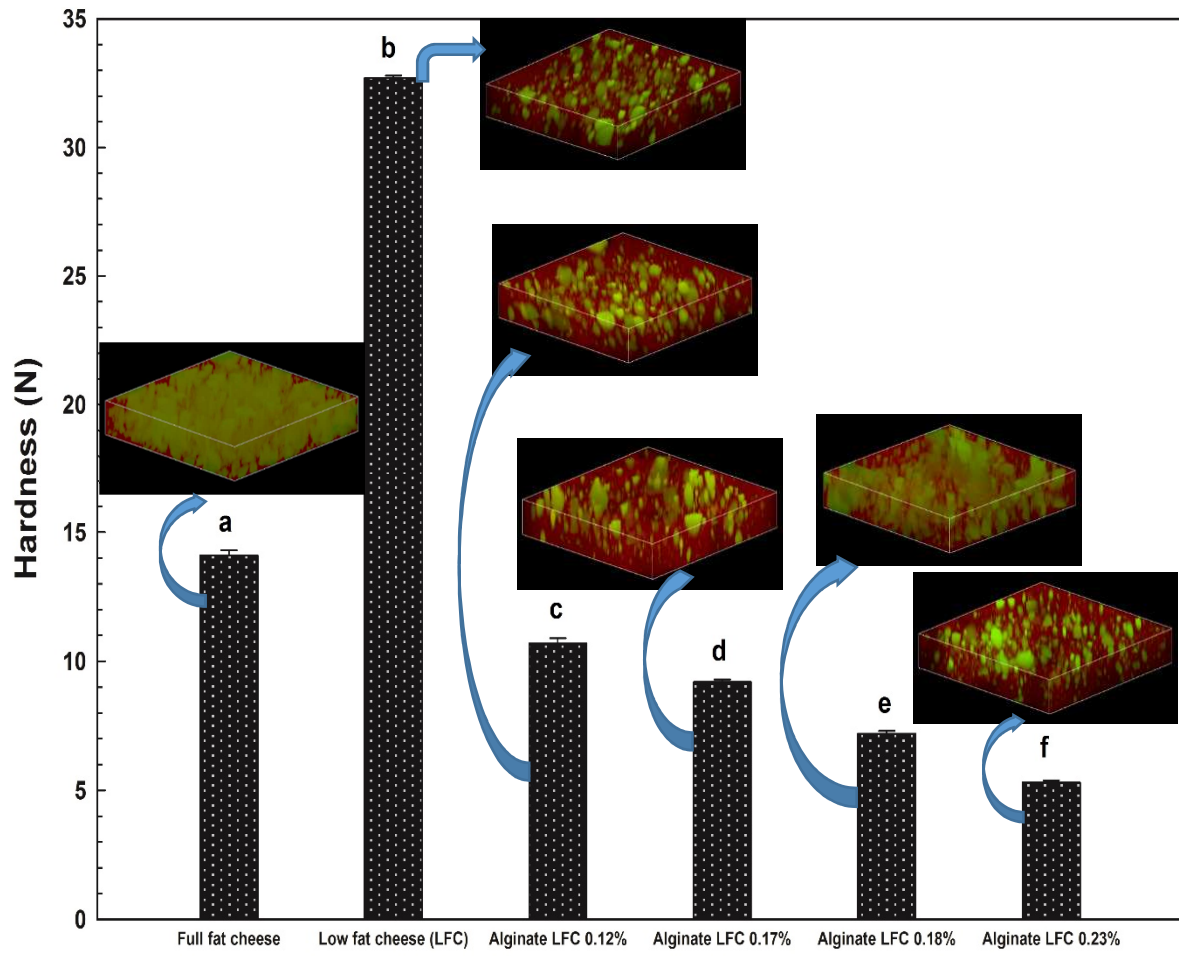 35
30
25
20
15
10
5
0
Hardness (N)
a
b
c
d
e
f
Full fat cheese
Low fat cheese (LFC)
Alginate LFC 0.12%
Alginate LFC 0.17%
Alginate LFC 0.18%
Alginate LFC 0.23%